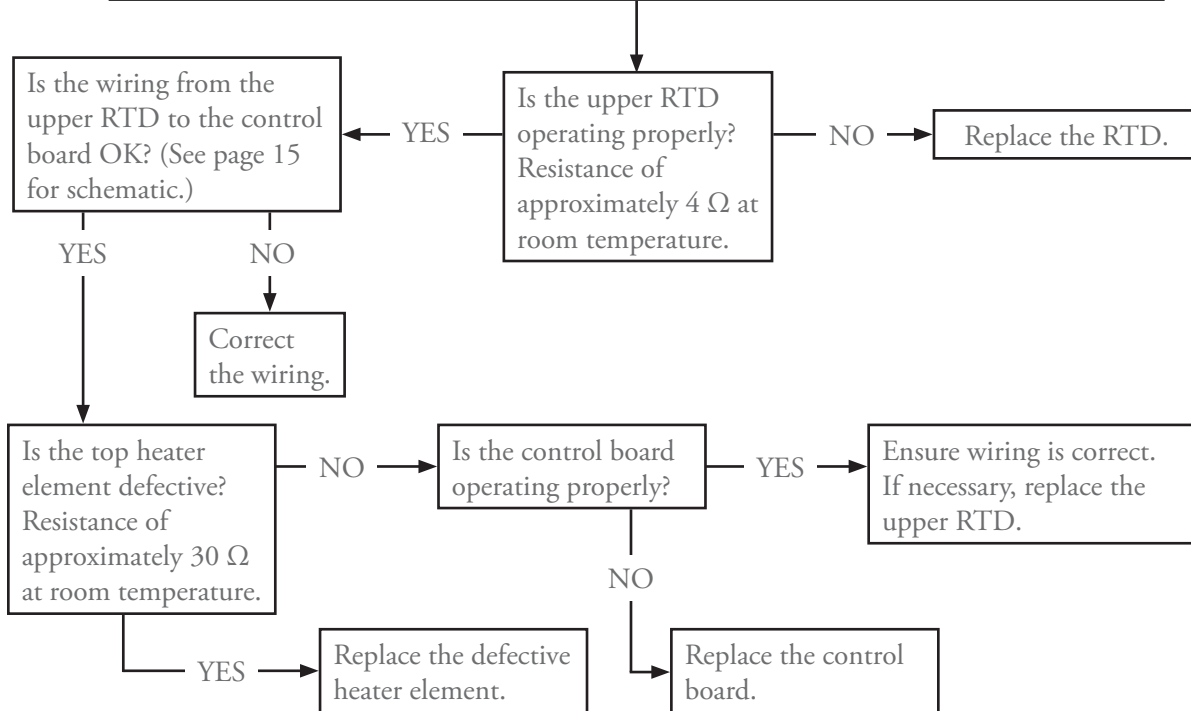 Is the wiring from the
upper RTD to the control
board OK? (See page 15
for schematic.)
YES
Is the upper RTD
operating properly?
Resistance of
approximately 4 Ω at
room temperature.
NO
Replace the RTD.
YES
NO
Correct
the wiring.
Is the top heater
element defective?
Resistance of
approximately 30 Ω
at room temperature.
NO
Is the control board
operating properly?
YES
Ensure wiring is correct.
If necessary, replace the
upper RTD.
NO
YES
Replace the defective
heater element.
Replace the control
board.